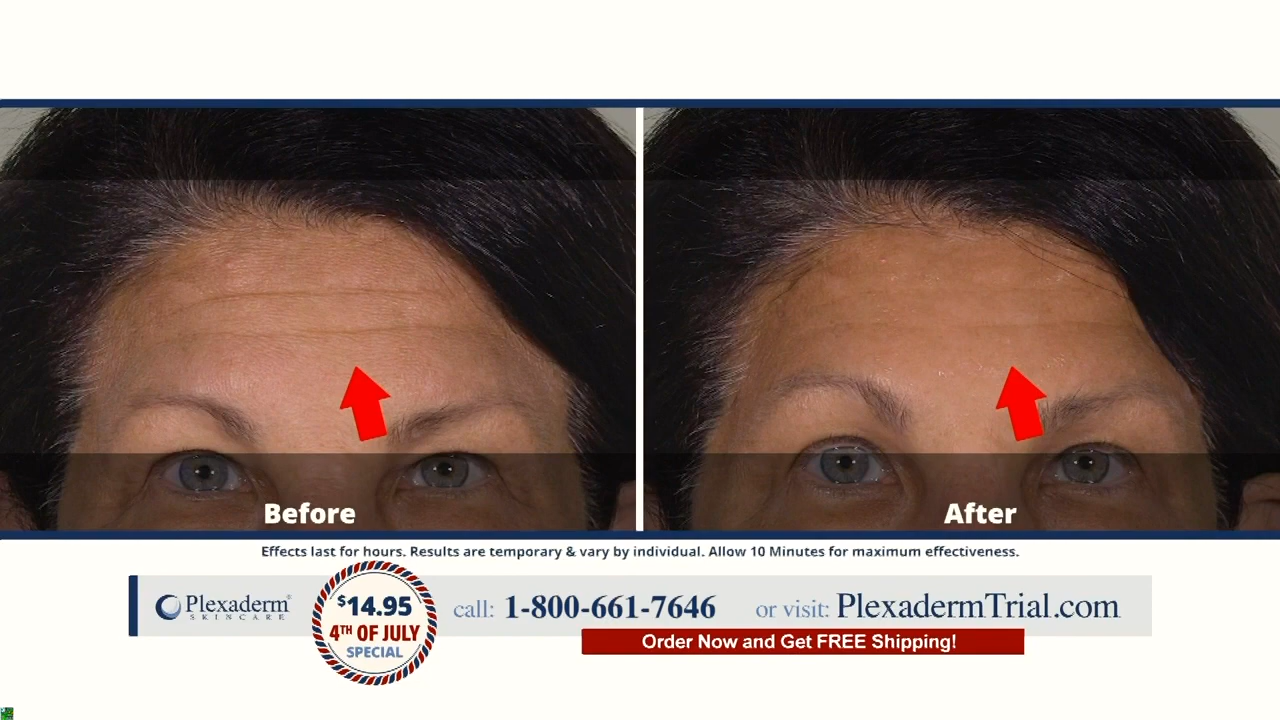 Before
After
Effects last for hours. Results are temporary & vary by individual. Allow 10 Minutes for maximum effectiveness.
Plexaderm®
SKINCARE
$14.95
4TH OF JULY
SPECIAL
call: 1-800-661-7646 or visit: PlexadermTrial.com
Order Now and Get FREE Shipping!